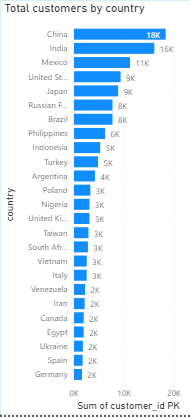 Total customers by country
China 18K
India 16K
Mexico 11K
United St... 9K
Japan 9K
Russian F... 8K
Brazil 8K
Philippines 6K
Indonesia 5K
Turkey 5K
Argentina 4K
Poland 3K
Nigeria 3K
United Ki... 3K
Taiwan 3K
South Afr... 3K
Vietnam 3K
Italy 3K
Venezuela 2K
Iran 2K
Canada 2K
Egypt 2K
Ukraine 2K
Spain 2K
Germany 2K
country
0K 10K 20K
Sum of customer_id PK